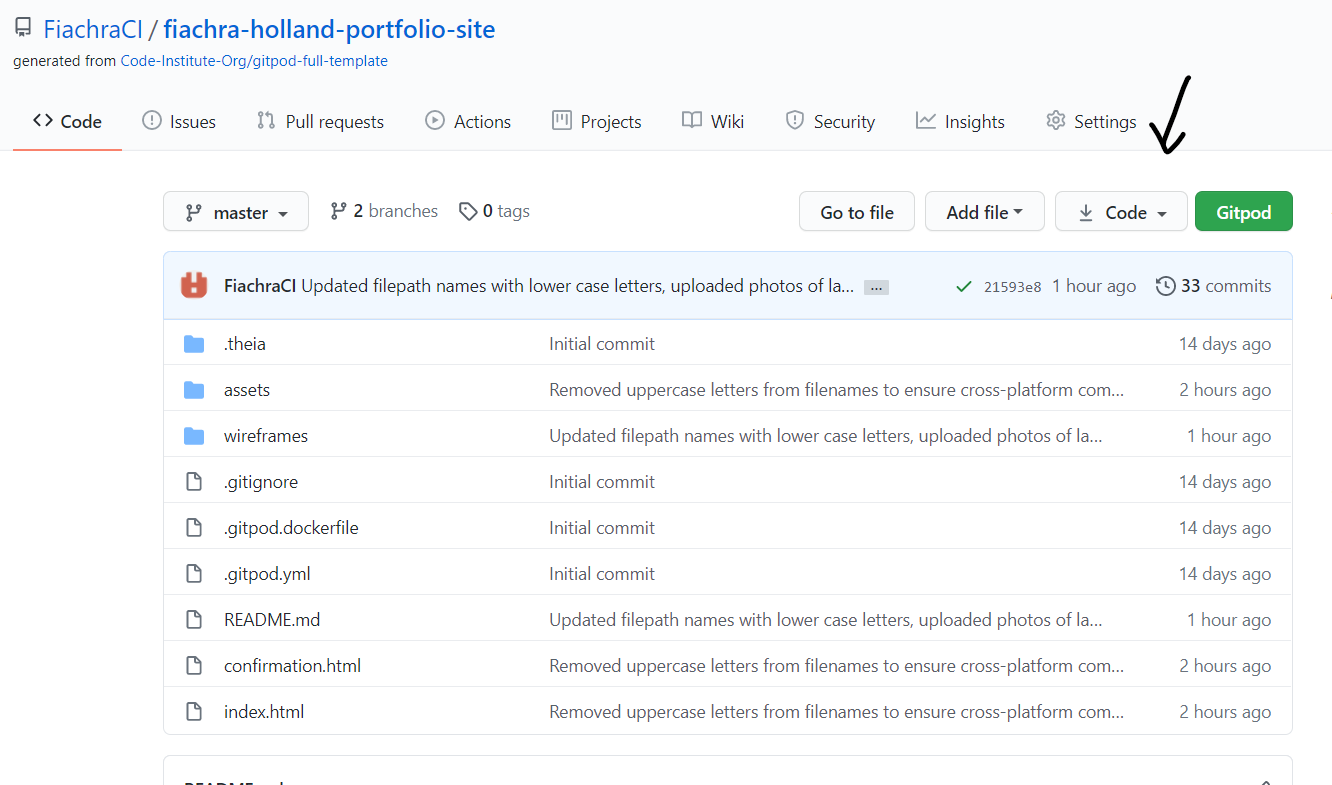 FiachraCI / fiachra-holland-portfolio-site
generated from Code-Institute-Org/gitpod-full-template
Code Issues Pull requests Actions Projects Wiki Security Insights Settings
master 2 branches 0 tags Go to file Add file Code Gitpod
FiachraCI Updated filepath names with lower case letters, uploaded photos of la... ... 21593e8 1 hour ago 33 commits
.theia Initial commit 14 days ago
assets Removed uppercase letters from filenames to ensure cross-platform com... 2 hours ago
wireframes Updated filepath names with lower case letters, uploaded photos of la... 1 hour ago
.gitignore Initial commit 14 days ago
.gitpod.dockerfile Initial commit 14 days ago
.gitpod.yml Initial commit 14 days ago
README.md Updated filepath names with lower case letters, uploaded photos of la... 1 hour ago
confirmation.html Removed uppercase letters from filenames to ensure cross-platform com... 2 hours ago
index.html Removed uppercase letters from filenames to ensure cross-platform com... 2 hours ago